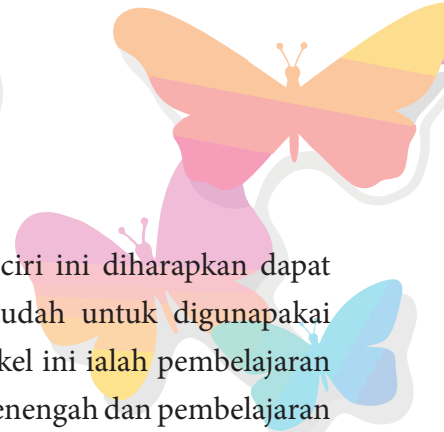 ciri ini diharapkan dapat
udah untuk digunapakai
kel ini ialah pembelajaran
enengah dan pembelajaran